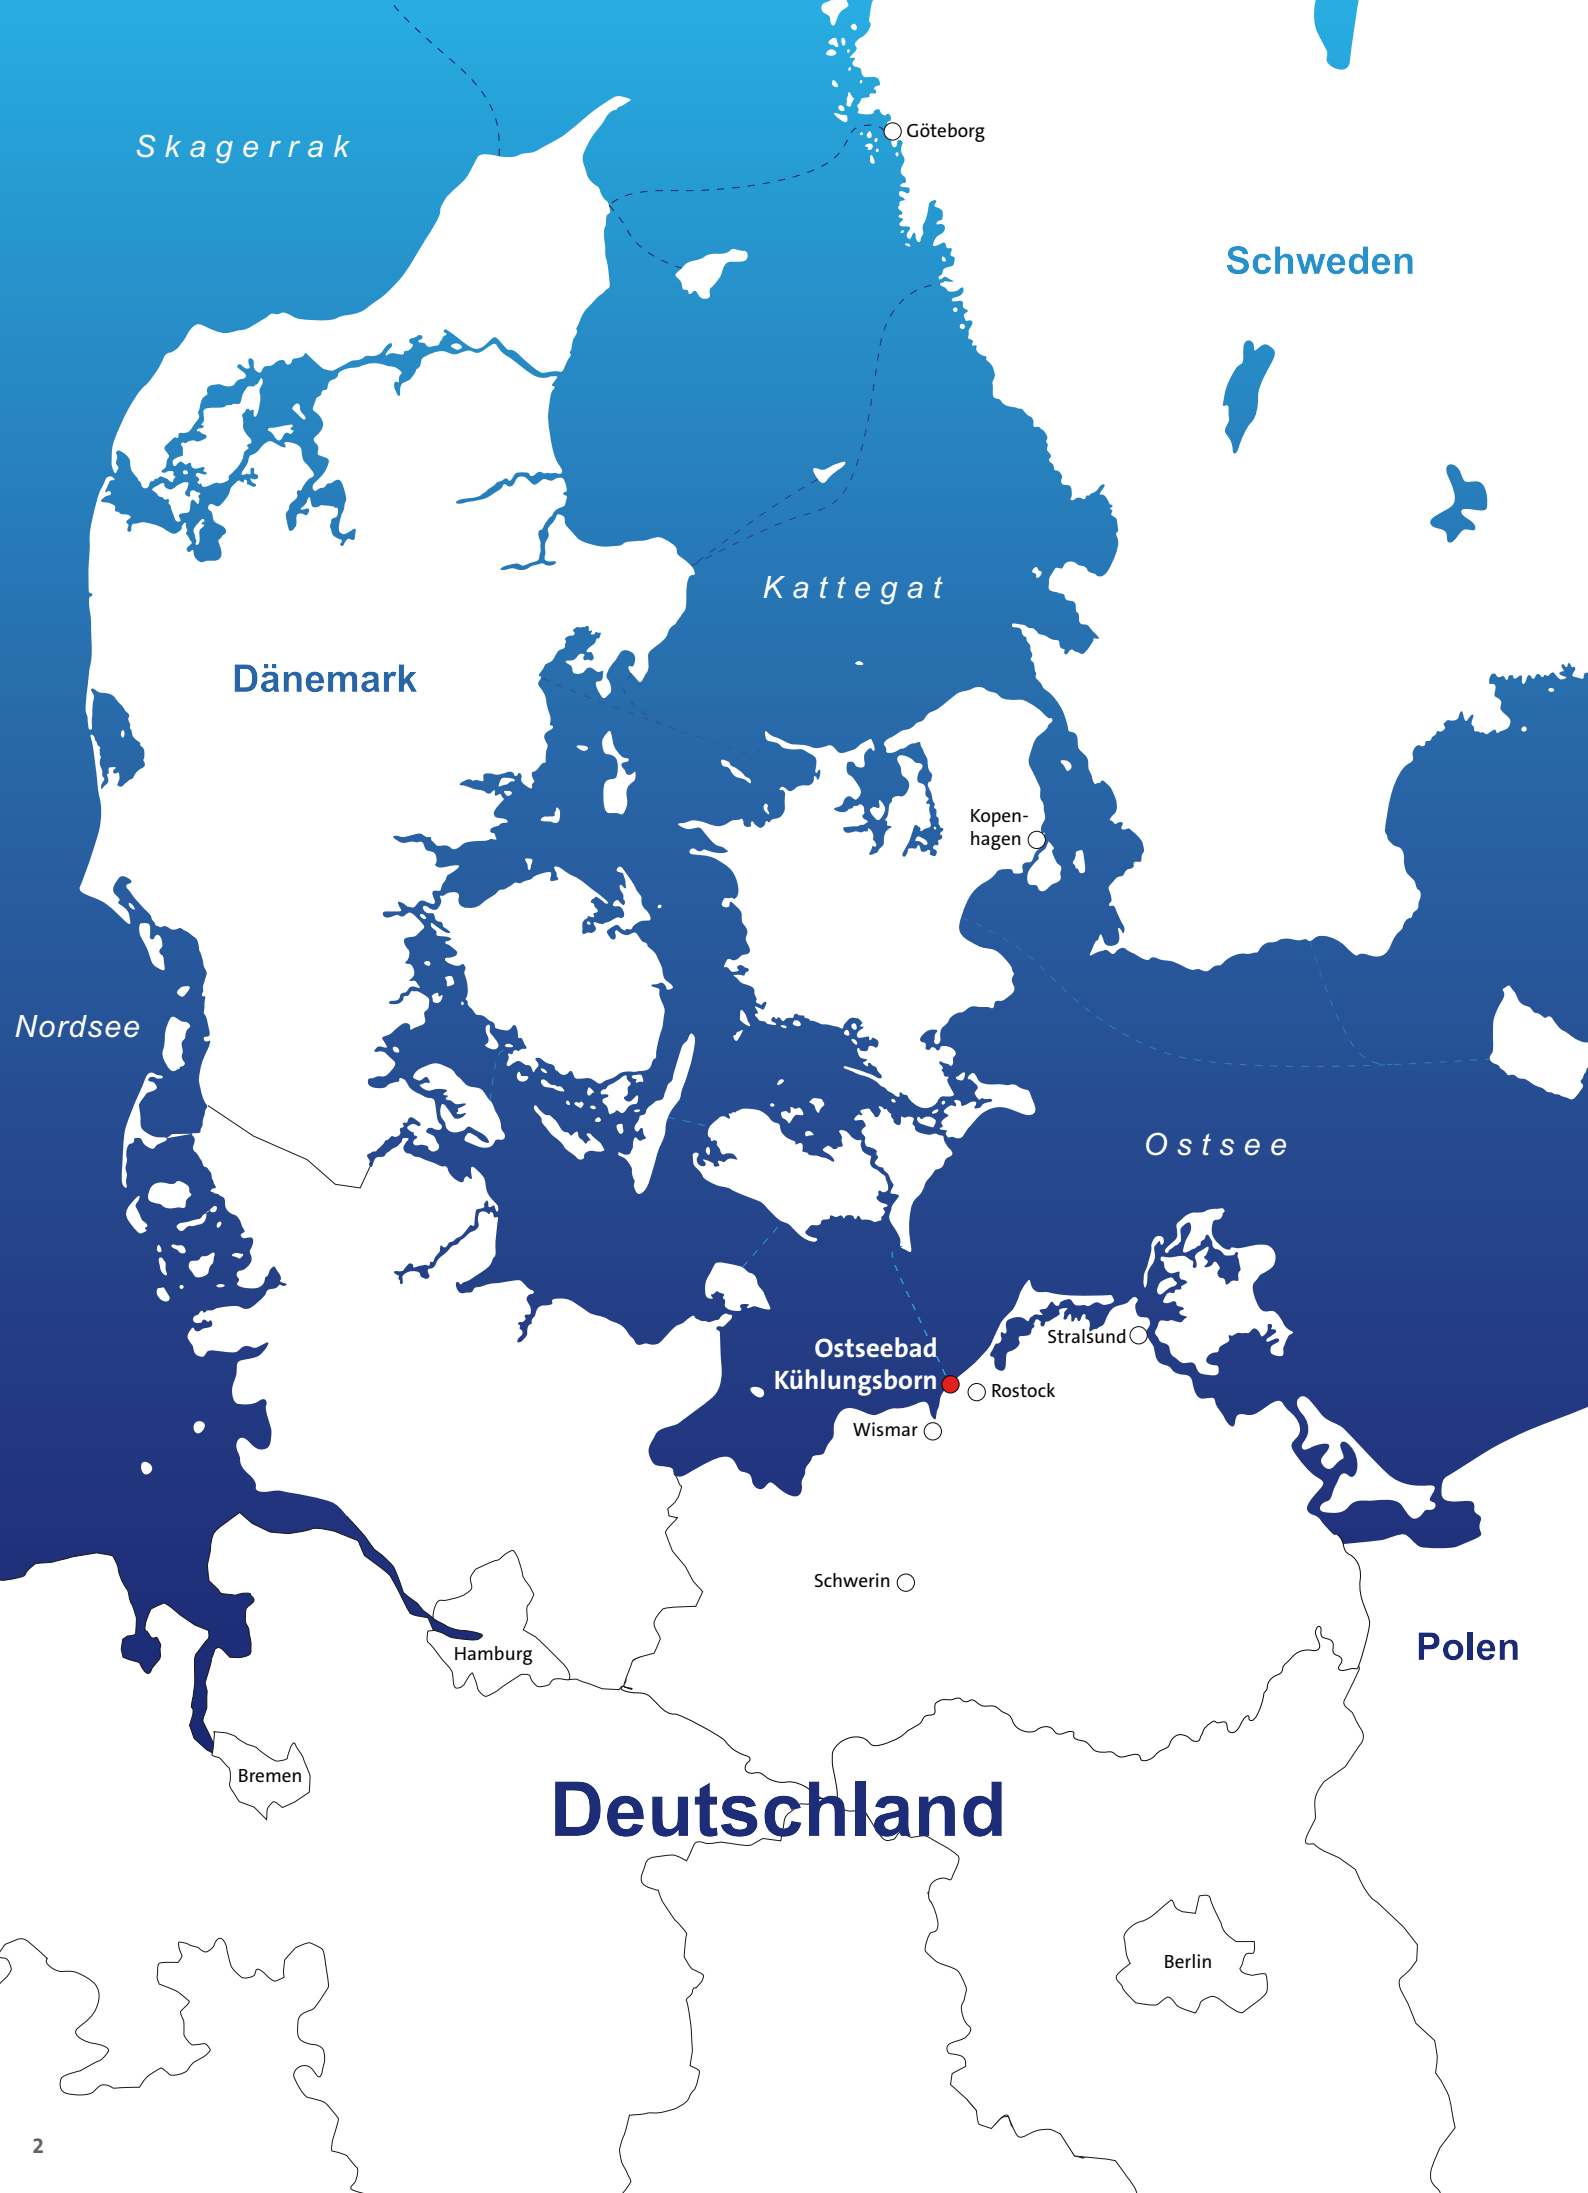 Göteborg
Skagerrak
Schweden
Kattegat
Dänemark
Kopen-
hagen
Nordsee
Ostsee
Stralsund
Ostseebad
Kühlungsborn
Rostock
Wismar
Schwerin
Polen
Hamburg
Bremen
Deutschland
Berlin
2